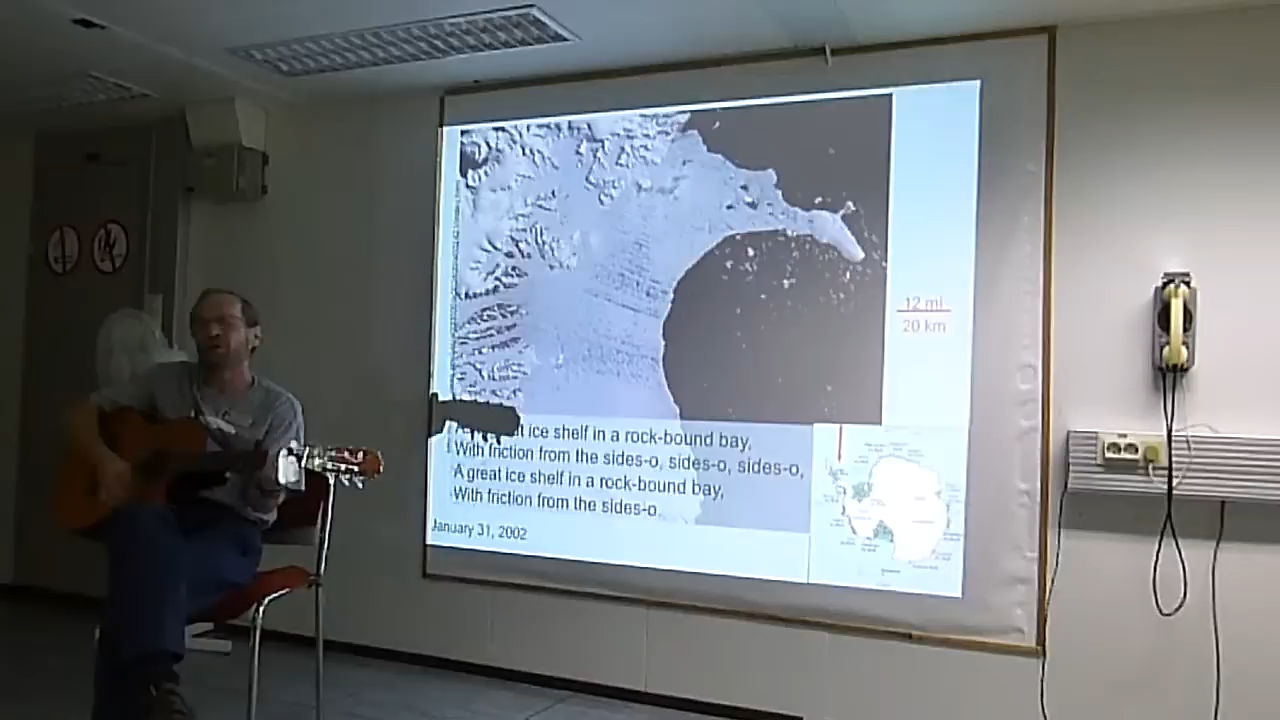 12 mi
20 km
great ice shelf in a rock-bound bay,
With friction from the sides-o, sides-o, sides-o,
A great ice shelf in a rock-bound bay,
With friction from the sides-o.
January 31, 2002